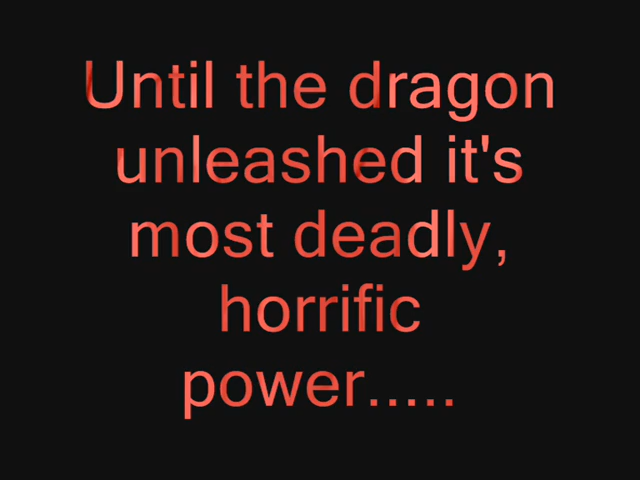 Until the dragon
unleashed it's
most deadly,
horrific
power.....